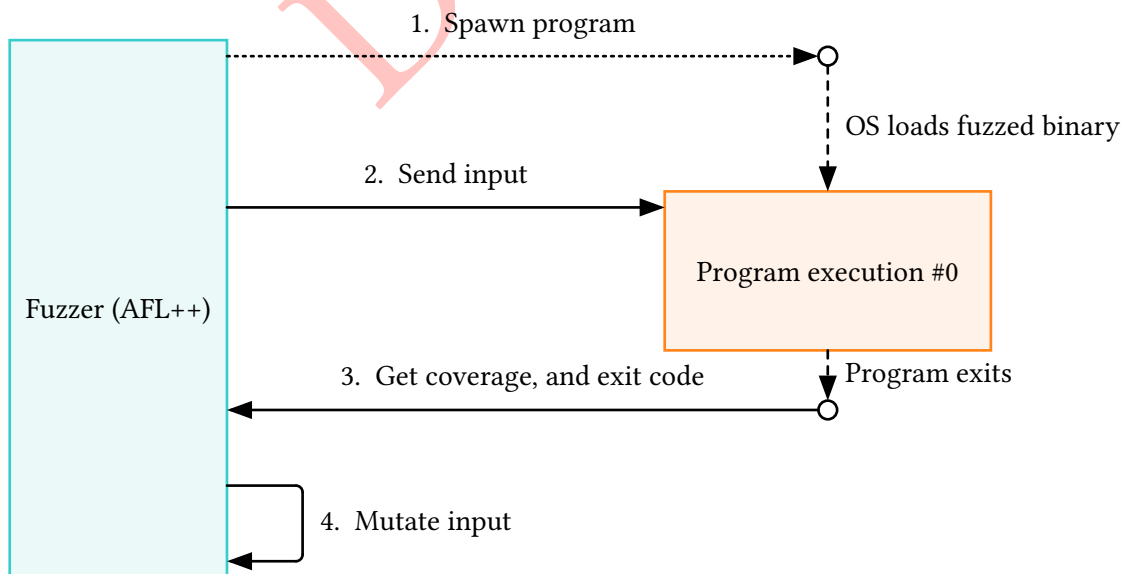 1. Spawn program
OS loads fuzzed binary
2. Send input
Program execution #0
Fuzzer (AFL++)
Program exits
3. Get coverage, and exit code
4. Mutate input